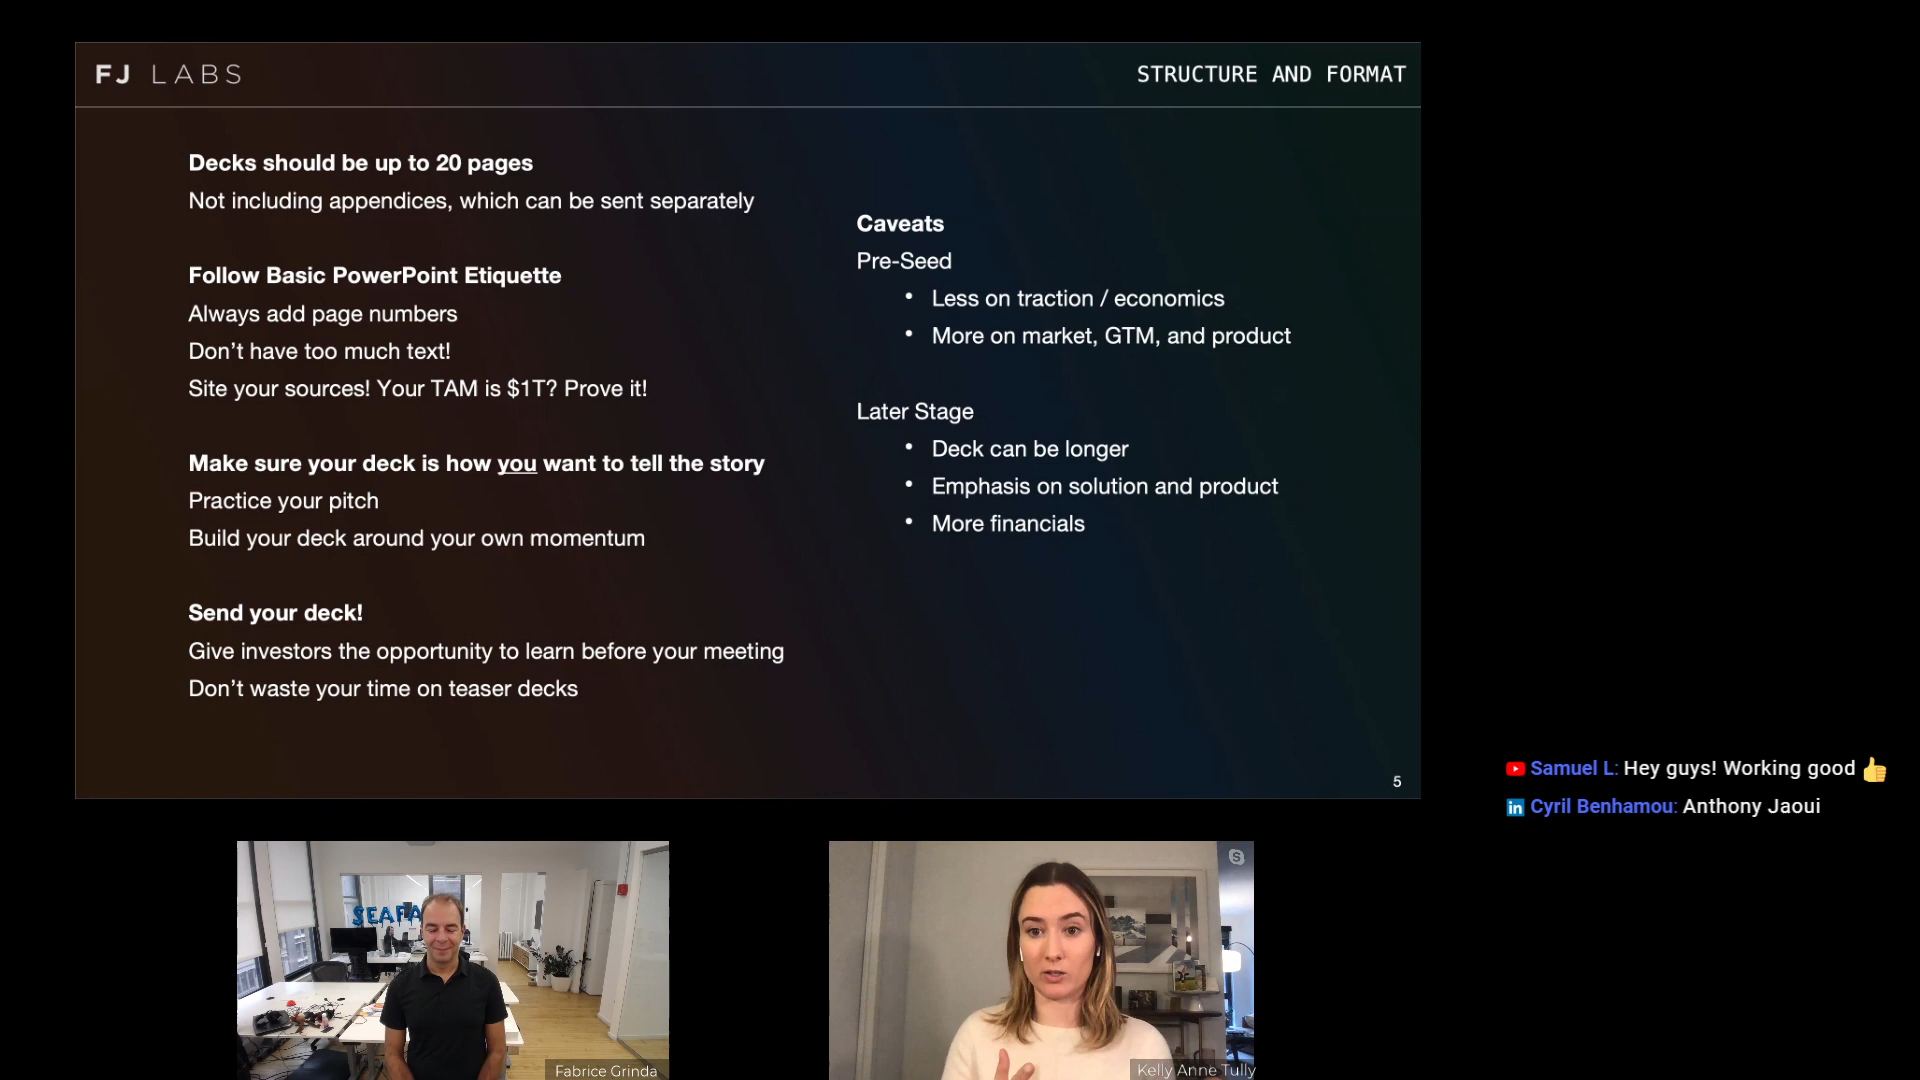 FJ LABS
STRUCTURE AND FORMAT
Decks should be up to 20 pages
Not including appendices, which can be sent separately
Follow Basic PowerPoint Etiquette
Always add page numbers
Don’t have too much text!
Site your sources! Your TAM is $1T? Prove it!
Make sure your deck is how you want to tell the story
Practice your pitch
Build your deck around your own momentum
Send your deck!
Give investors the opportunity to learn before your meeting
Don’t waste your time on teaser decks
Caveats
Pre-Seed
• Less on traction / economics
• More on market, GTM, and product
Later Stage
• Deck can be longer
• Emphasis on solution and product
• More financials
5
Samuel L: Hey guys! Working good 👍
in Cyril Benhamou: Anthony Jaoui
SEAFA
Fabrice Grinda
S
Kelly Anne Tully